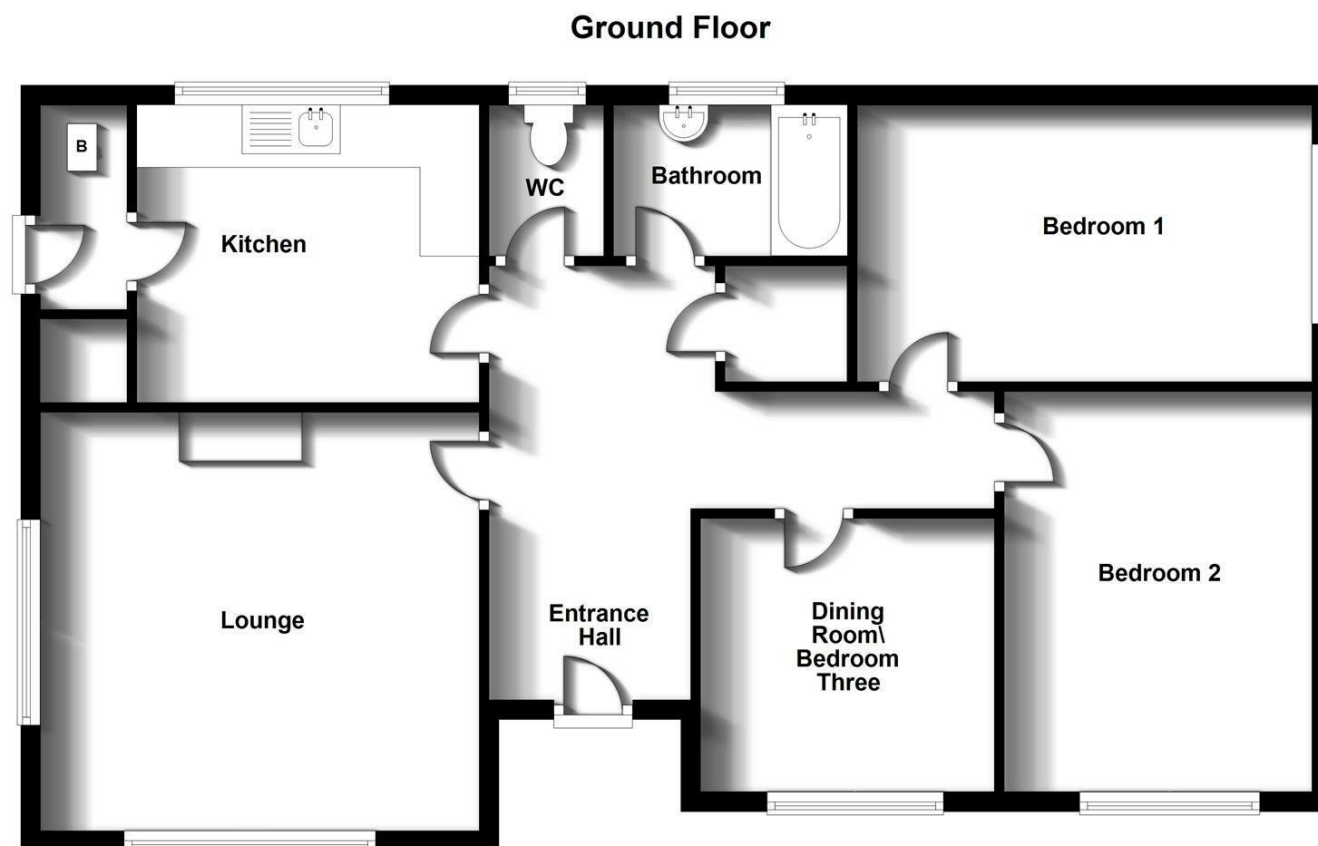 Ground Floor
B
WC
Bathroom
Kitchen
Bedroom 1
Lounge
Entrance
Hall
Dining
Room\
Bedroom
Three
Bedroom 2